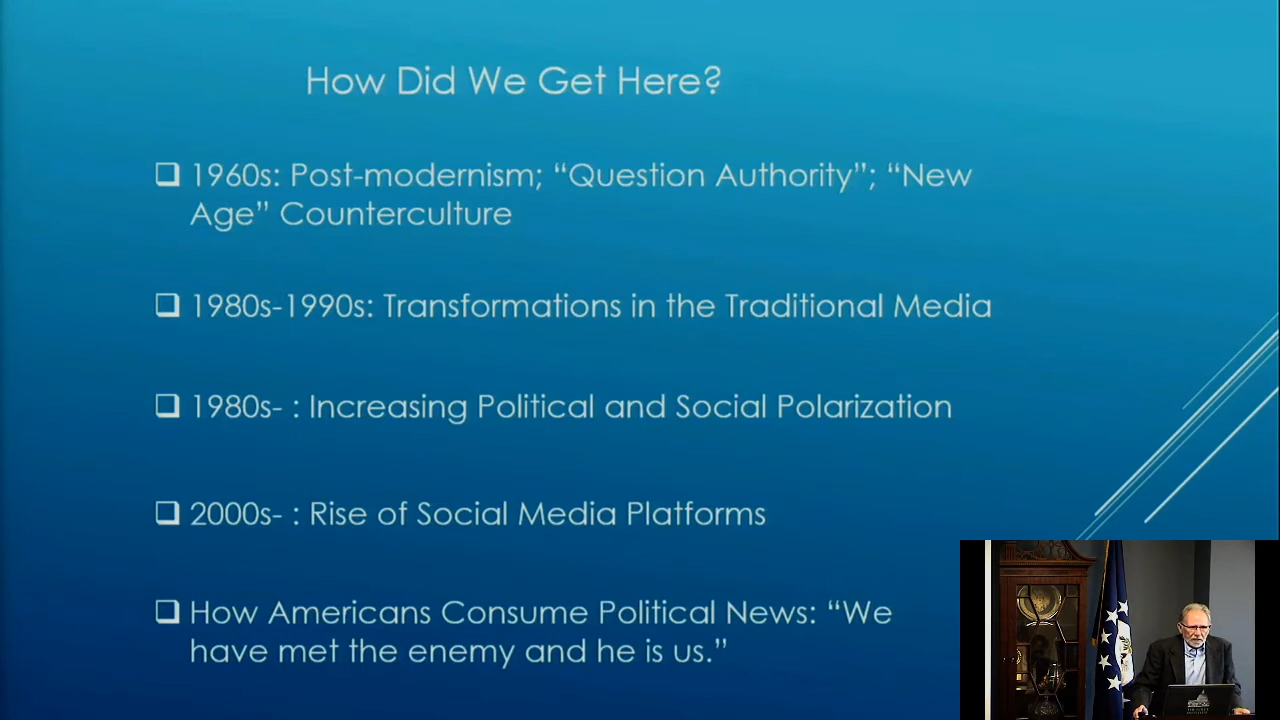 How Did We Get Here?
❑ 1960s: Post-modernism; “Question Authority”; “New
Age” Counterculture
❑ 1980s-1990s: Transformations in the Traditional Media
❑ 1980s- : Increasing Political and Social Polarization
❑ 2000s- : Rise of Social Media Platforms
❑ How Americans Consume Political News: “We
have met the enemy and he is us.”